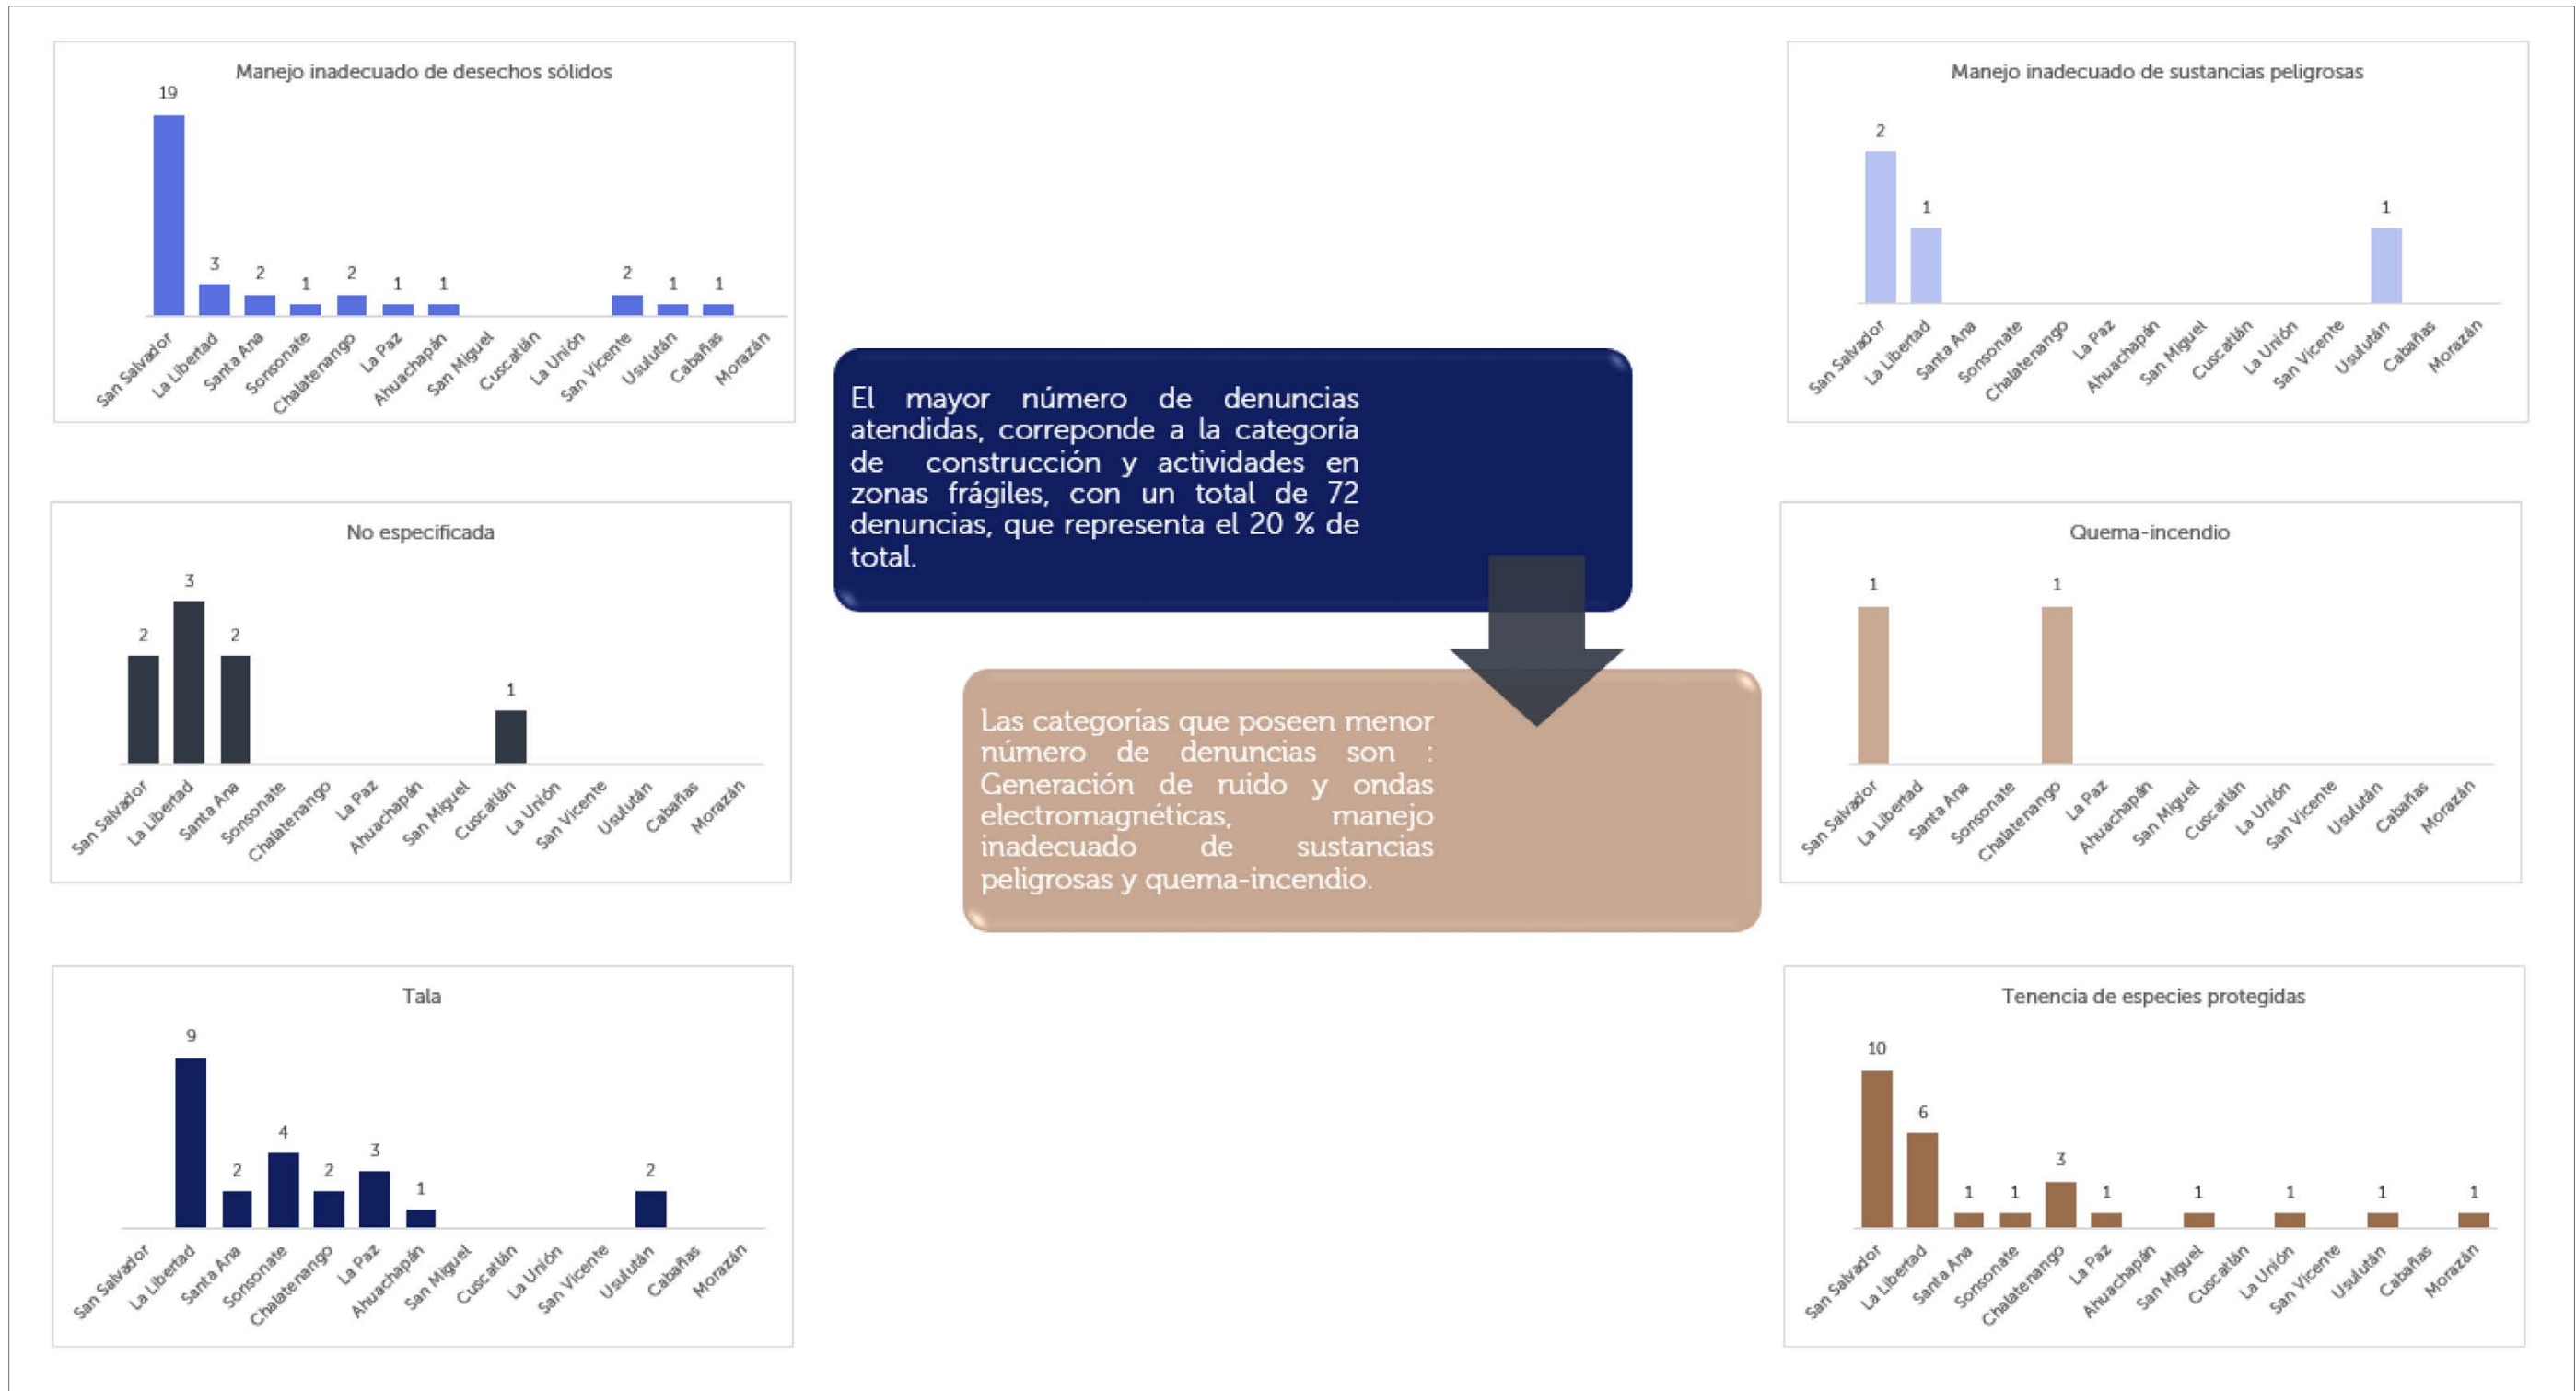 Manejo inadecuado de desechos sólidos
19
3
2
1
2
1
1
2
1
1
San Salvador
La Libertad
Santa Ana
Sonsonate
Chalatenango
La Paz
Ahuachapán
San Miguel
Cuscatlán
La Unión
San Vicente
Usulután
Cabañas
Morazán
No especificada
2
3
2
1
San Salvador
La Libertad
Santa Ana
Sonsonate
Chalatenango
La Paz
Ahuachapán
San Miguel
Cuscatlán
La Unión
San Vicente
Usulután
Cabañas
Morazán
Tala
9
2
4
2
3
1
2
San Salvador
La Libertad
Santa Ana
Sonsonate
Chalatenango
La Paz
Ahuachapán
San Miguel
Cuscatlán
La Unión
San Vicente
Usulután
Cabañas
Morazán
El mayor número de denuncias
atendidas, correponde a la categoría
de construcción y actividades en
zonas frágiles, con un total de 72
denuncias, que representa el 20 % de
total.
Las categorías que poseen menor
número de denuncias son :
Generación de ruido y ondas
electromagnéticas, manejo
inadecuado de sustancias
peligrosas y quema-incendio.
Manejo inadecuado de sustancias peligrosas
2
1
1
San Salvador
La Libertad
Santa Ana
Sonsonate
Chalatenango
La Paz
Ahuachapán
San Miguel
Cuscatlán
La Unión
San Vicente
Usulután
Cabañas
Morazán
Quema-incendio
1
1
San Salvador
La Libertad
Santa Ana
Sonsonate
Chalatenango
La Paz
Ahuachapán
San Miguel
Cuscatlán
La Unión
San Vicente
Usulután
Cabañas
Morazán
Tenencia de especies protegidas
10
6
1
1
3
1
1
1
1
1
San Salvador
La Libertad
Santa Ana
Sonsonate
Chalatenango
La Paz
Ahuachapán
San Miguel
Cuscatlán
La Unión
San Vicente
Usulután
Cabañas
Morazán